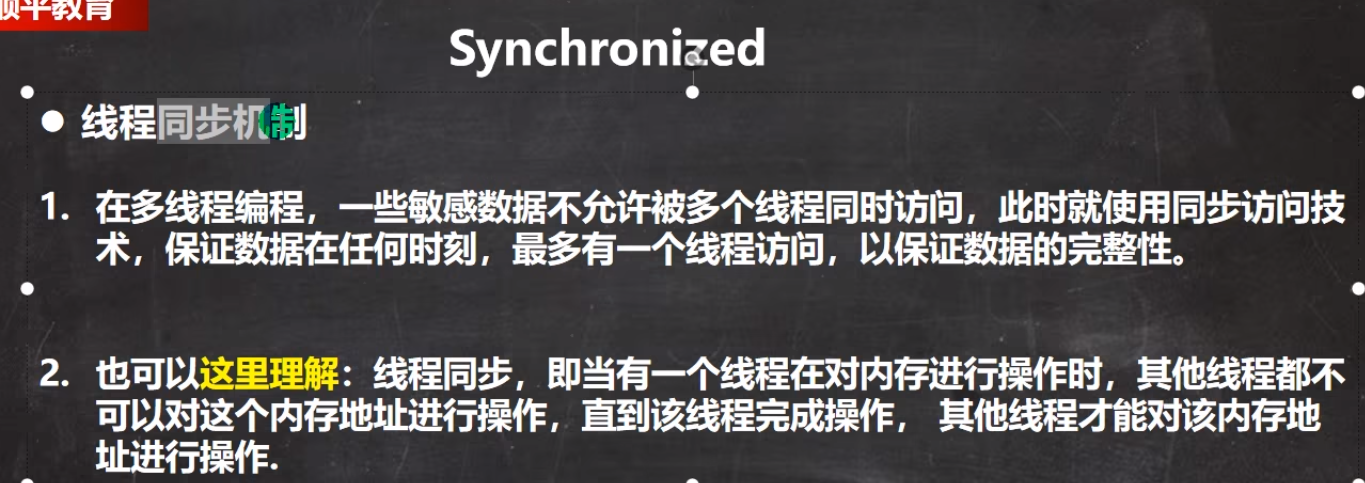 顺平教育
Synchronized
● 线程同步机制
1. 在多线程编程，一些敏感数据不允许被多个线程同时访问，此时就使用同步访问技
术，保证数据在任何时刻，最多有一个线程访问，以保证数据的完整性。
2. 也可以这里理解：线程同步，即当有一个线程在对内存进行操作时，其他线程都不
可以对这个内存地址进行操作，直到该线程完成操作， 其他线程才能对该内存地
址进行操作.